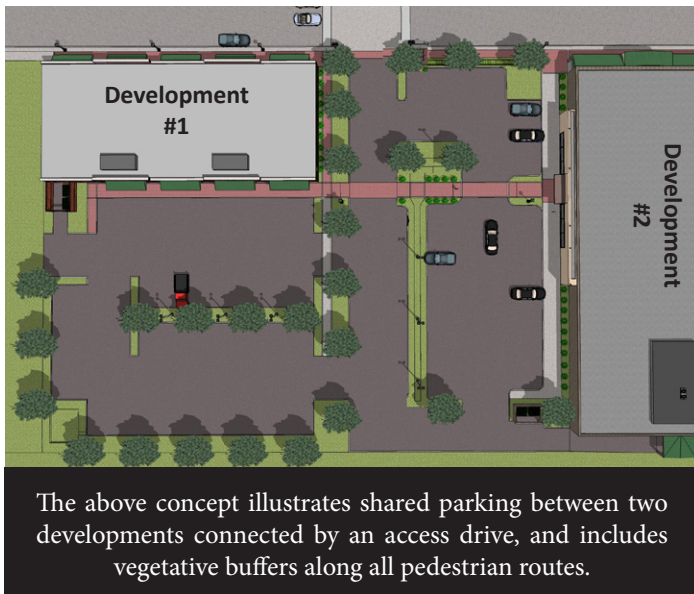 Development
#1
Development
#2
The above concept illustrates shared parking between two
developments connected by an access drive, and includes
vegetative buffers along all pedestrian routes.